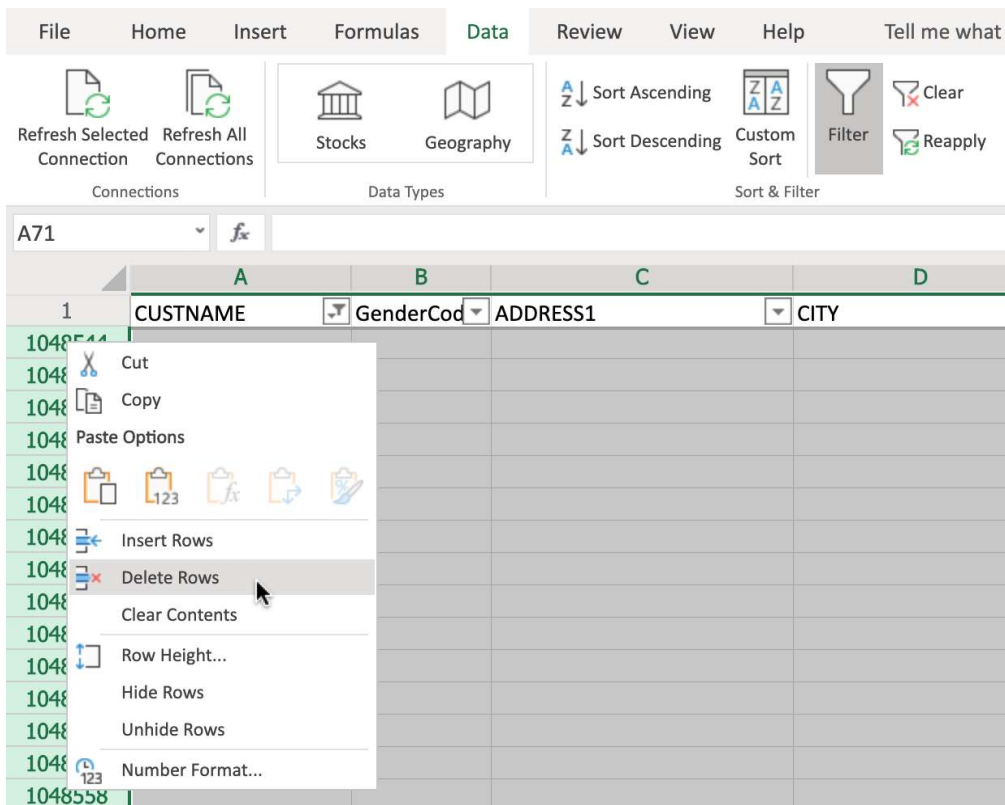 File Home Insert Formulas Data Review View Help Tell me what
Refresh Selected Connection
Refresh All Connections
Connections
Stocks
Geography
Data Types
Sort Ascending
Sort Descending
Custom Sort
Filter
Clear
Reapply
Sort & Filter
A71 fx
A B C D
1 CUSTNAME GenderCod ADDRESS1 CITY
Cut
Copy
Paste Options
123 fx %
Insert Rows
Delete Rows
Clear Contents
Row Height...
Hide Rows
Unhide Rows
123 Number Format...
1048558